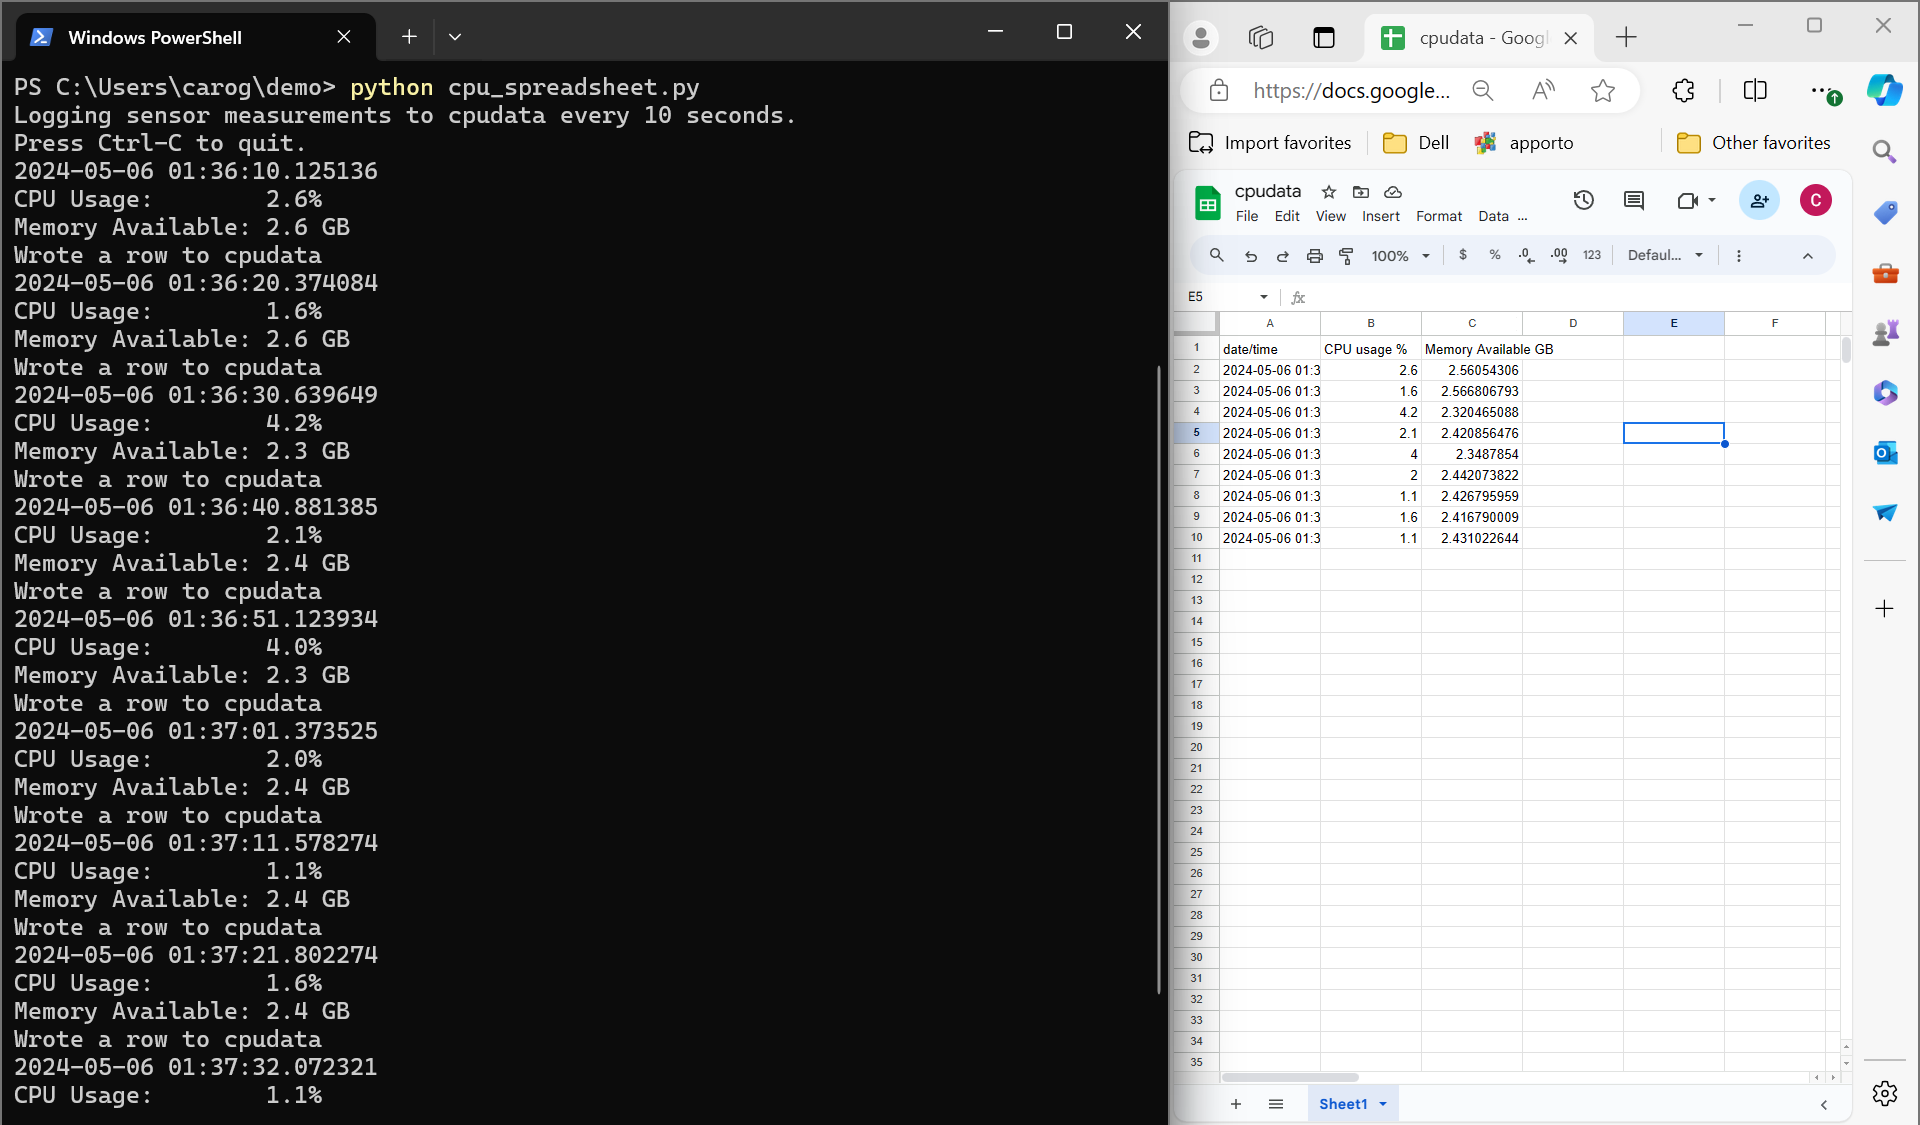 Windows PowerShell
PS C:\Users\carog\demo> python cpu_spreadsheet.py
Logging sensor measurements to cpudata every 10 seconds.
Press Ctrl-C to quit.
2024-05-06 01:36:10.125136
CPU Usage: 2.6%
Memory Available: 2.6 GB
Wrote a row to cpudata
2024-05-06 01:36:20.374084
CPU Usage: 1.6%
Memory Available: 2.6 GB
Wrote a row to cpudata
2024-05-06 01:36:30.639649
CPU Usage: 4.2%
Memory Available: 2.3 GB
Wrote a row to cpudata
2024-05-06 01:36:40.881385
CPU Usage: 2.1%
Memory Available: 2.4 GB
Wrote a row to cpudata
2024-05-06 01:36:51.123934
CPU Usage: 4.0%
Memory Available: 2.3 GB
Wrote a row to cpudata
2024-05-06 01:37:01.373525
CPU Usage: 2.0%
Memory Available: 2.4 GB
Wrote a row to cpudata
2024-05-06 01:37:11.578274
CPU Usage: 1.1%
Memory Available: 2.4 GB
Wrote a row to cpudata
2024-05-06 01:37:21.802274
CPU Usage: 1.6%
Memory Available: 2.4 GB
Wrote a row to cpudata
2024-05-06 01:37:32.072321
CPU Usage: 1.1%
cpudata - Googl
https://docs.google...
Import favorites Dell apporto Other favorites
cpudata
File Edit View Insert Format Data ...
C
100% $ % .0 .00 123 Defaul...
E5 fx
A B C D E F
1 date/time CPU usage % Memory Available GB
2 2024-05-06 01:3 2.6 2.56054306
3 2024-05-06 01:3 1.6 2.566806793
4 2024-05-06 01:3 4.2 2.320465088
5 2024-05-06 01:3 2.1 2.420856476
6 2024-05-06 01:3 4 2.3487854
7 2024-05-06 01:3 2 2.442073822
8 2024-05-06 01:3 1.1 2.426795959
9 2024-05-06 01:3 1.6 2.416790009
10 2024-05-06 01:3 1.1 2.431022644
11
12
13
14
15
16
17
18
19
20
21
22
23
24
25
26
27
28
29
30
31
32
33
34
35
Sheet1